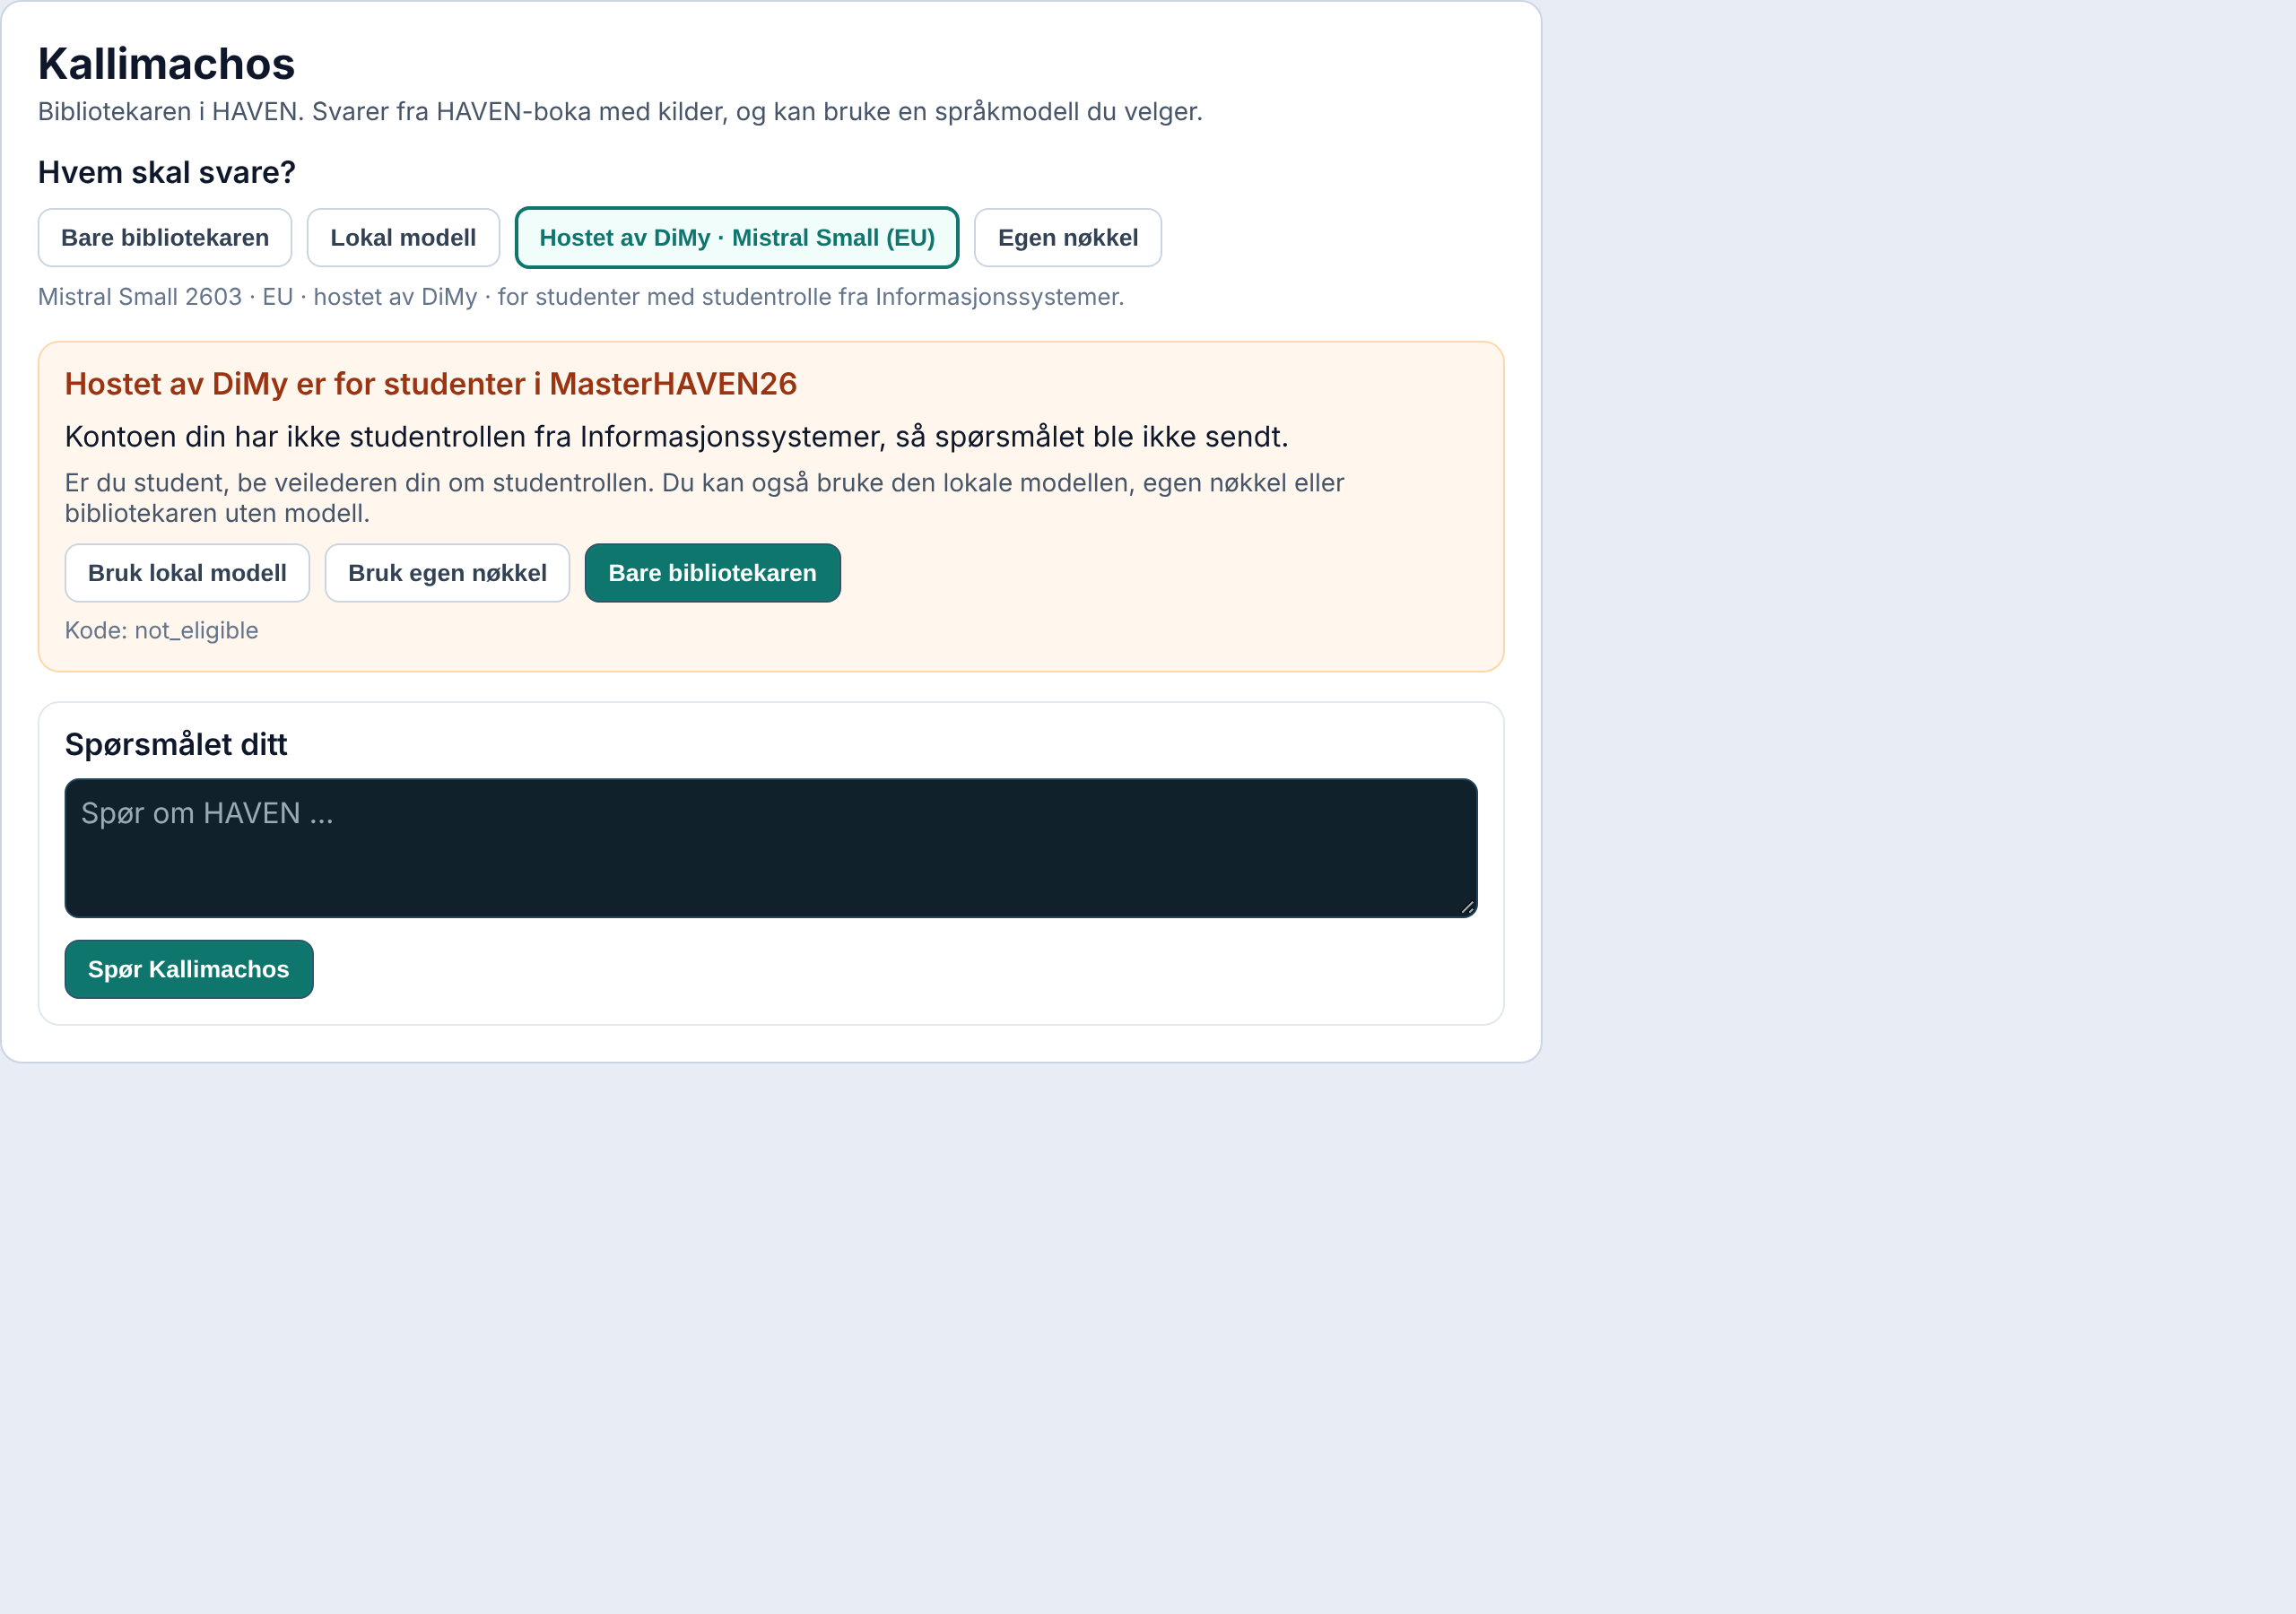 Kallimachos
Bibliotekaren i HAVEN. Svarer fra HAVEN-boka med kilder, og kan bruke en språkmodell du velger.
Hvem skal svare?
Bare bibliotekaren
Lokal modell
Hostet av DiMy · Mistral Small (EU)
Egen nøkkel
Mistral Small 2603 · EU · hostet av DiMy · for studenter med studentrolle fra Informasjonssystemer.
Hostet av DiMy er for studenter i MasterHAVEN26
Kontoen din har ikke studentrollen fra Informasjonssystemer, så spørsmålet ble ikke sendt.
Er du student, be veilederen din om studentrollen. Du kan også bruke den lokale modellen, egen nøkkel eller
bibliotekaren uten modell.
Bruk lokal modell
Bruk egen nøkkel
Bare bibliotekaren
Kode: not_eligible
Spørsmålet ditt
Spør om HAVEN ...
Spør Kallimachos